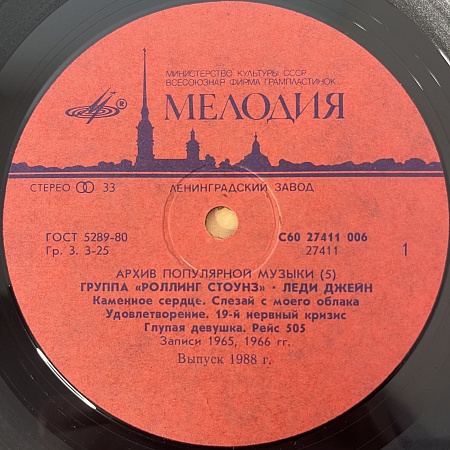 МИНИСТЕРСТВО КУЛЬТУРЫ СССР
ВСЕСОЮЗНАЯ ФИРМА ГРАМПЛАСТИНОК
® МЕЛОДИЯ
СТЕРЕО 33 ЛЕНИНГРАДСКИЙ ЗАВОД
ГОСТ 5289-80 С60 27411 006
Гр. 3. 3-25 27411 1
АРХИВ ПОПУЛЯРНОЙ МУЗЫКИ (5)
ГРУППА «РОЛЛИНГ СТОУНЗ» · ЛЕДИ ДЖЕЙН
Каменное сердце. Слезай с моего облака
Удовлетворение. 19-й нервный кризис
Глупая девушка. Рейс 505
Записи 1965, 1966 гг.
Выпуск 1988 г.